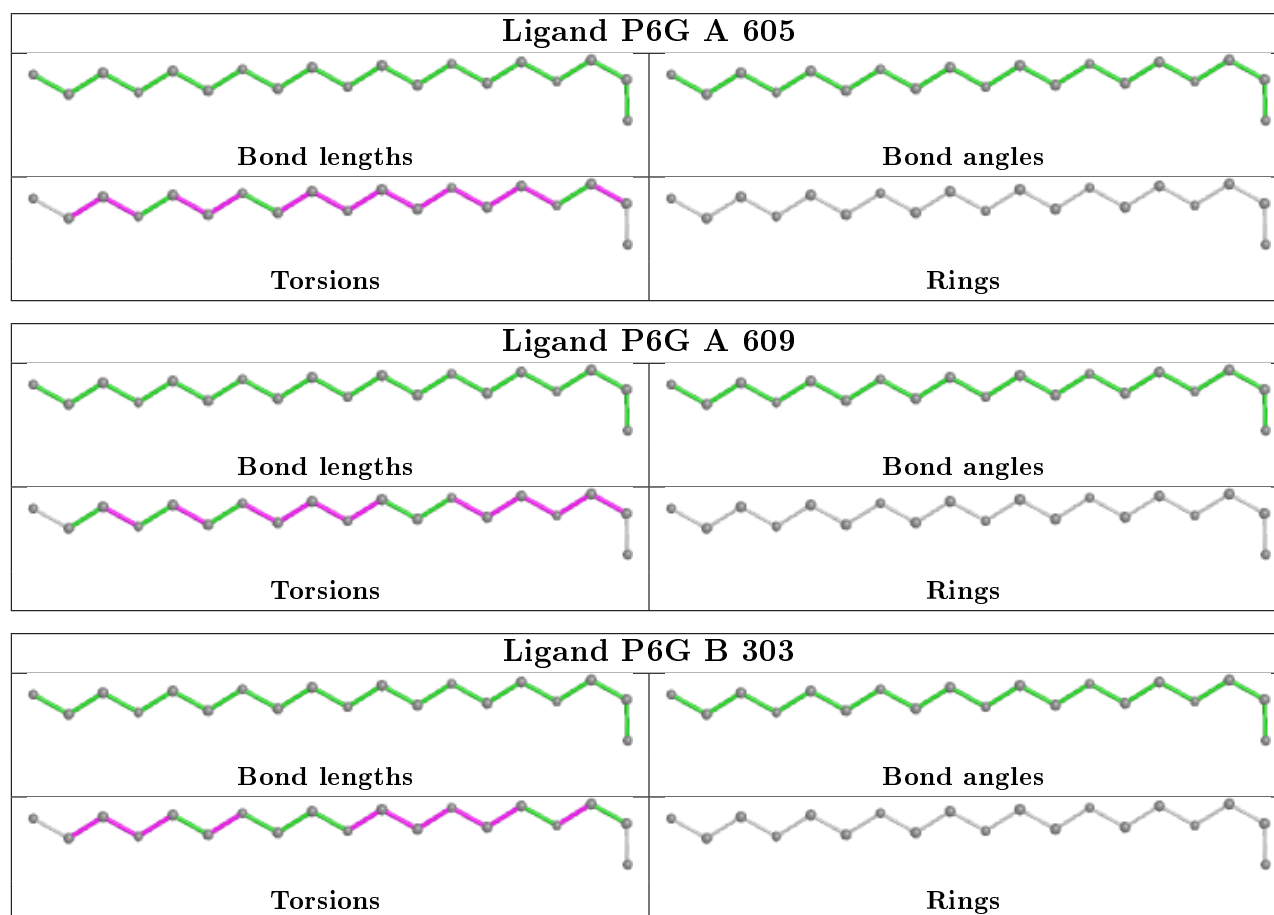 Ligand P6G A 605
Bond lengths
Bond angles
Torsions
Rings
Ligand P6G A 609
Bond lengths
Bond angles
Torsions
Rings
Ligand P6G B 303
Bond lengths
Bond angles
Torsions
Rings